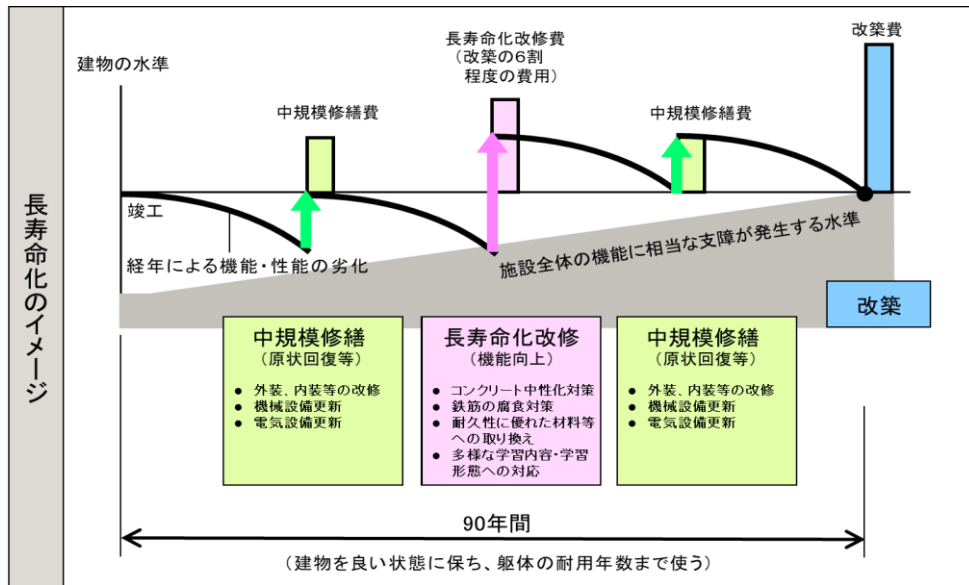 長寿命化のイメージ
建物の水準
中規模修繕費
長寿命化改修費
(改築の6割
程度の費用)
中規模修繕費
改築費
竣工
経年による機能・性能の劣化
施設全体の機能に相当な支障が発生する水準
改築
中規模修繕
(原状回復等)
● 外装、内装等の改修
● 機械設備更新
● 電気設備更新
長寿命化改修
(機能向上)
● コンクリート中性化対策
● 鉄筋の腐食対策
● 耐久性に優れた材料等
への取り換え
● 多様な学習内容・学習
形態への対応
中規模修繕
(原状回復等)
● 外装、内装等の改修
● 機械設備更新
● 電気設備更新
90年間
(建物を良い状態に保ち、躯体の耐用年数まで使う)